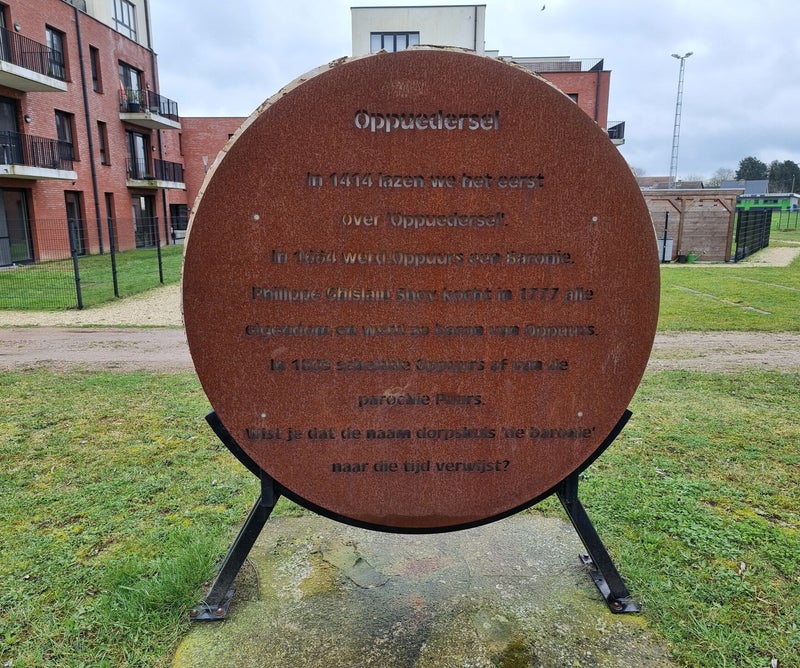 Oppuedersel
In 1414 lazen we het eerst
over 'Oppuedersel'.
In 1664 werd Oppuurs een Baronie.
Philippe Ghislain Snoy kocht in 1777 alle
eigendom en werd zo baron van Oppuurs.
In scheidde Oppuurs af van de
parochie Puurs.
Wist je dat de naam dorpshuis 'de baronie'
naar die tijd verwijst?